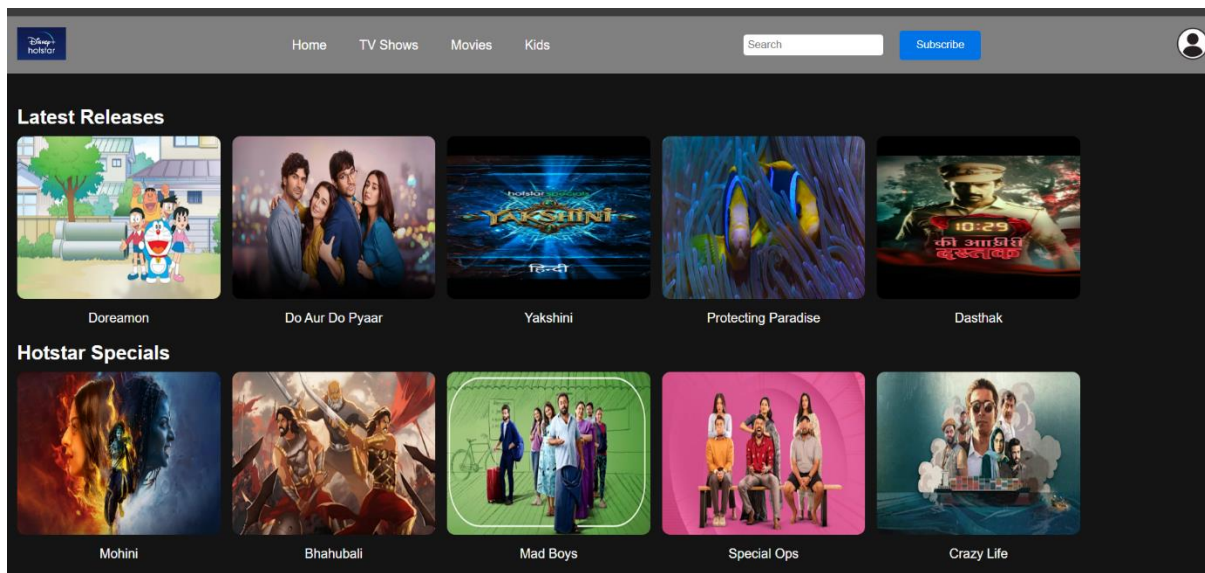 Disney+
hotstar
Home TV Shows Movies Kids
Search
Subscribe
Latest Releases
hotstar specials
YAKSHINI
हिन्दी
10:29
की आखिरी
दस्तक
Doreamon Do Aur Do Pyaar Yakshini Protecting Paradise Dasthak
Hotstar Specials
Mohini Bhahubali Mad Boys Special Ops Crazy Life